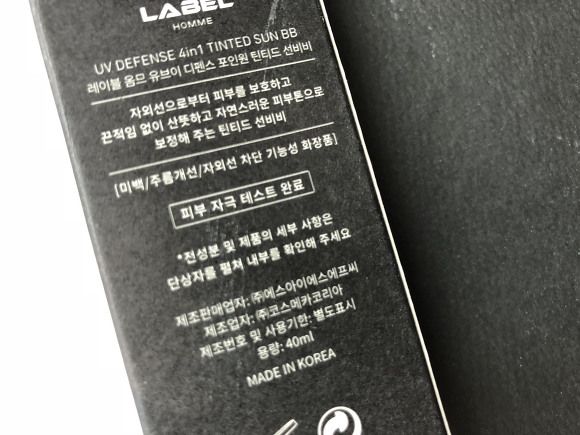 LABEL
HOMME
UV DEFENSE 4in1 TINTED SUN BB
레이블 옴므 유브이 디펜스 포인원 틴티드 선비비
자외선으로부터 피부를 보호하고
끈적임 없이 산뜻하고 자연스러운 피부톤으로
보정해 주는 틴티드 선비비
[미백/주름개선/자외선 차단 기능성 화장품]
피부 자극 테스트 완료
*전성분 및 제품의 세부 사항은
단상자를 펼쳐 내부를 확인해 주세요
제조판매업자: ㈜에스아이에스에프씨
제조업자: ㈜코스메카코리아
제조번호 및 사용기한: 별도표시
용량: 40ml
MADE IN KOREA